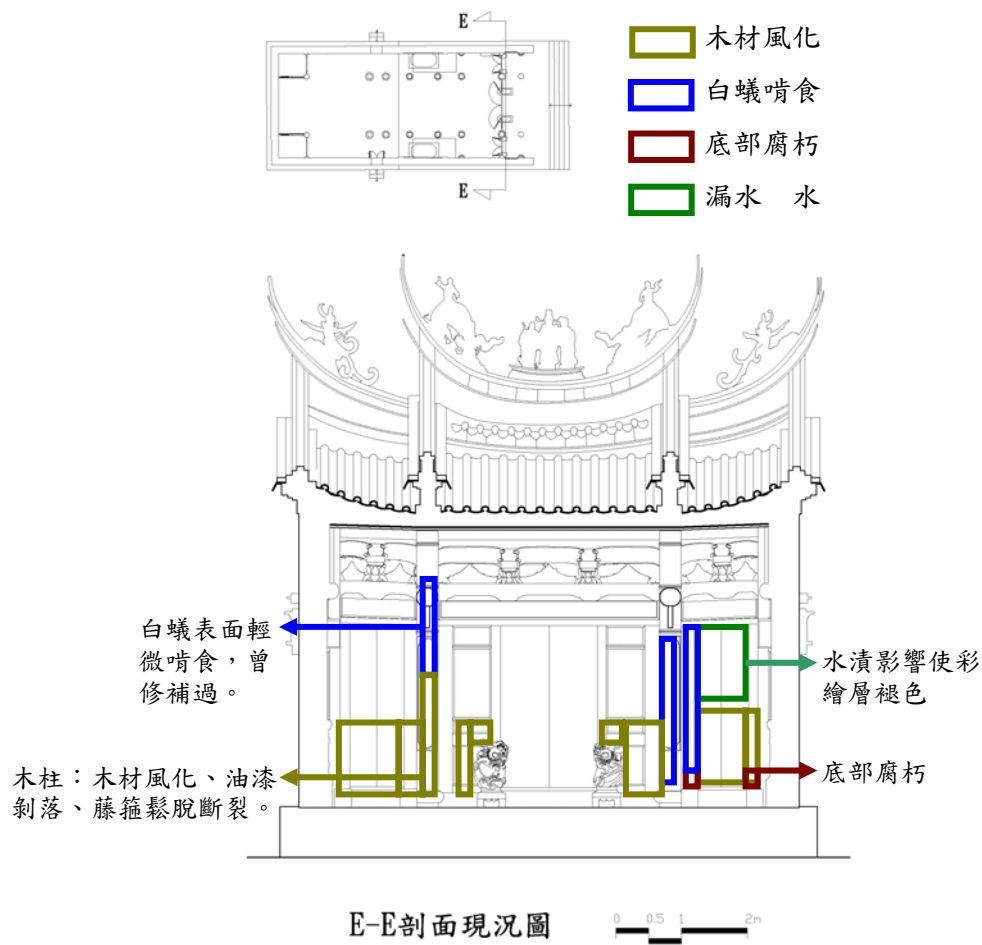 E
木材風化
白蟻啃食
底部腐朽
漏水　水
E
白蟻表面輕
微啃食，曾
修補過。
水漬影響使彩
繪層褪色
木柱：木材風化、油漆
剝落、藤箍鬆脫斷裂。
底部腐朽
E-E剖面現況圖
0 0.5 1 2m